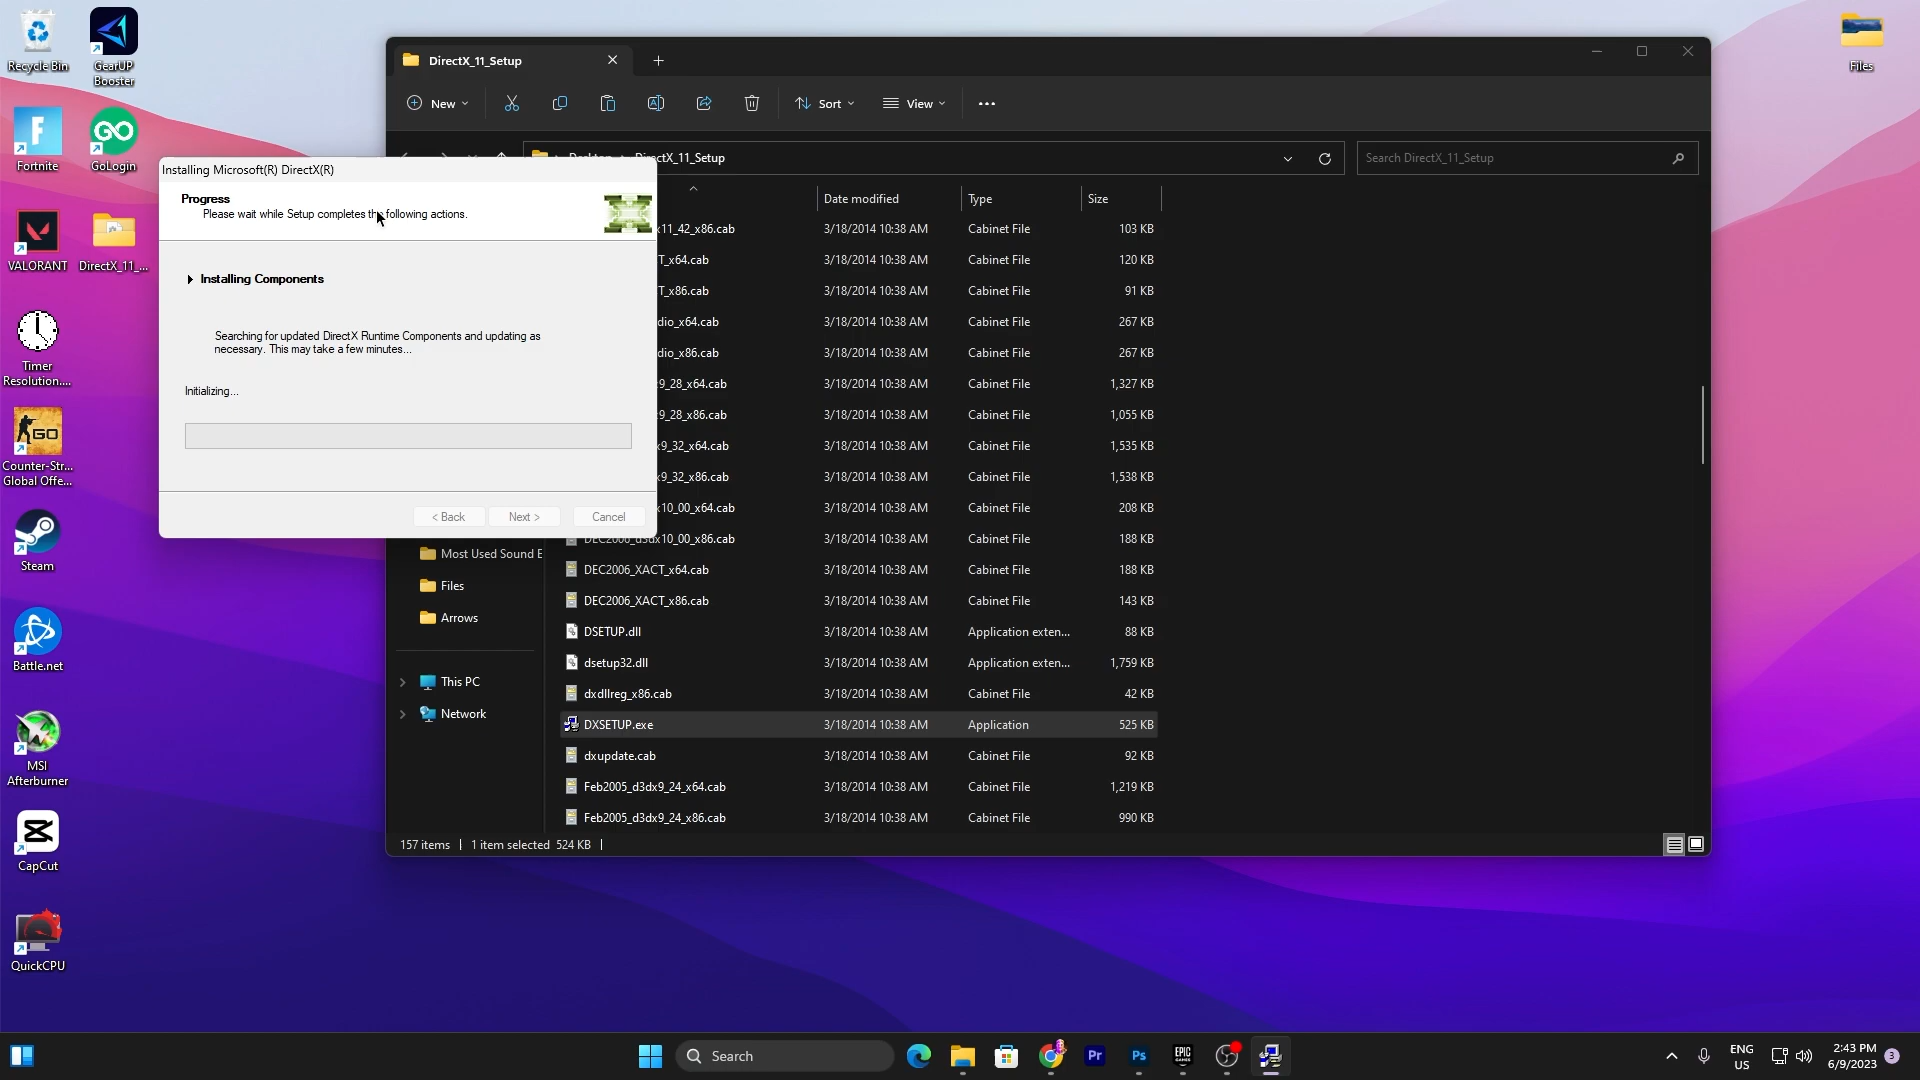 Recycle Bin
GearUP
Booster
Fortnite
GoLogin
VALORANT
DirectX_11_...
Timer
Resolution....
GO
Counter-Str...
Global Offe...
Steam
Battle.net
MSI
Afterburner
CapCut
QuickCPU
Files
DirectX_11_Setup
New
Sort
View
DirectX_11_Setup
Search DirectX_11_Setup
Installing Microsoft(R) DirectX(R)
Progress
Please wait while Setup completes the following actions.
Installing Components
Searching for updated DirectX Runtime Components and updating as
necessary. This may take a few minutes...
Initializing...
< Back
Next >
Cancel
Date modified Type Size
x11_42_x86.cab 3/18/2014 10:38 AM Cabinet File 103 KB
T_x64.cab 3/18/2014 10:38 AM Cabinet File 120 KB
T_x86.cab 3/18/2014 10:38 AM Cabinet File 91 KB
dio_x64.cab 3/18/2014 10:38 AM Cabinet File 267 KB
dio_x86.cab 3/18/2014 10:38 AM Cabinet File 267 KB
9_28_x64.cab 3/18/2014 10:38 AM Cabinet File 1,327 KB
9_28_x86.cab 3/18/2014 10:38 AM Cabinet File 1,055 KB
x9_32_x64.cab 3/18/2014 10:38 AM Cabinet File 1,535 KB
x9_32_x86.cab 3/18/2014 10:38 AM Cabinet File 1,538 KB
x10_00_x64.cab 3/18/2014 10:38 AM Cabinet File 208 KB
DEC2006_d3dx10_00_x86.cab 3/18/2014 10:38 AM Cabinet File 188 KB
DEC2006_XACT_x64.cab 3/18/2014 10:38 AM Cabinet File 188 KB
DEC2006_XACT_x86.cab 3/18/2014 10:38 AM Cabinet File 143 KB
DSETUP.dll 3/18/2014 10:38 AM Application exten... 88 KB
dsetup32.dll 3/18/2014 10:38 AM Application exten... 1,759 KB
dxdllreg_x86.cab 3/18/2014 10:38 AM Cabinet File 42 KB
DXSETUP.exe 3/18/2014 10:38 AM Application 525 KB
dxupdate.cab 3/18/2014 10:38 AM Cabinet File 92 KB
Feb2005_d3dx9_24_x64.cab 3/18/2014 10:38 AM Cabinet File 1,219 KB
Feb2005_d3dx9_24_x86.cab 3/18/2014 10:38 AM Cabinet File 990 KB
Most Used Sound E
Files
Arrows
This PC
Network
157 items 1 item selected 524 KB
Search
Pr
Ps
EPIC
GAMES
ENG
US
2:43 PM
6/9/2023
3